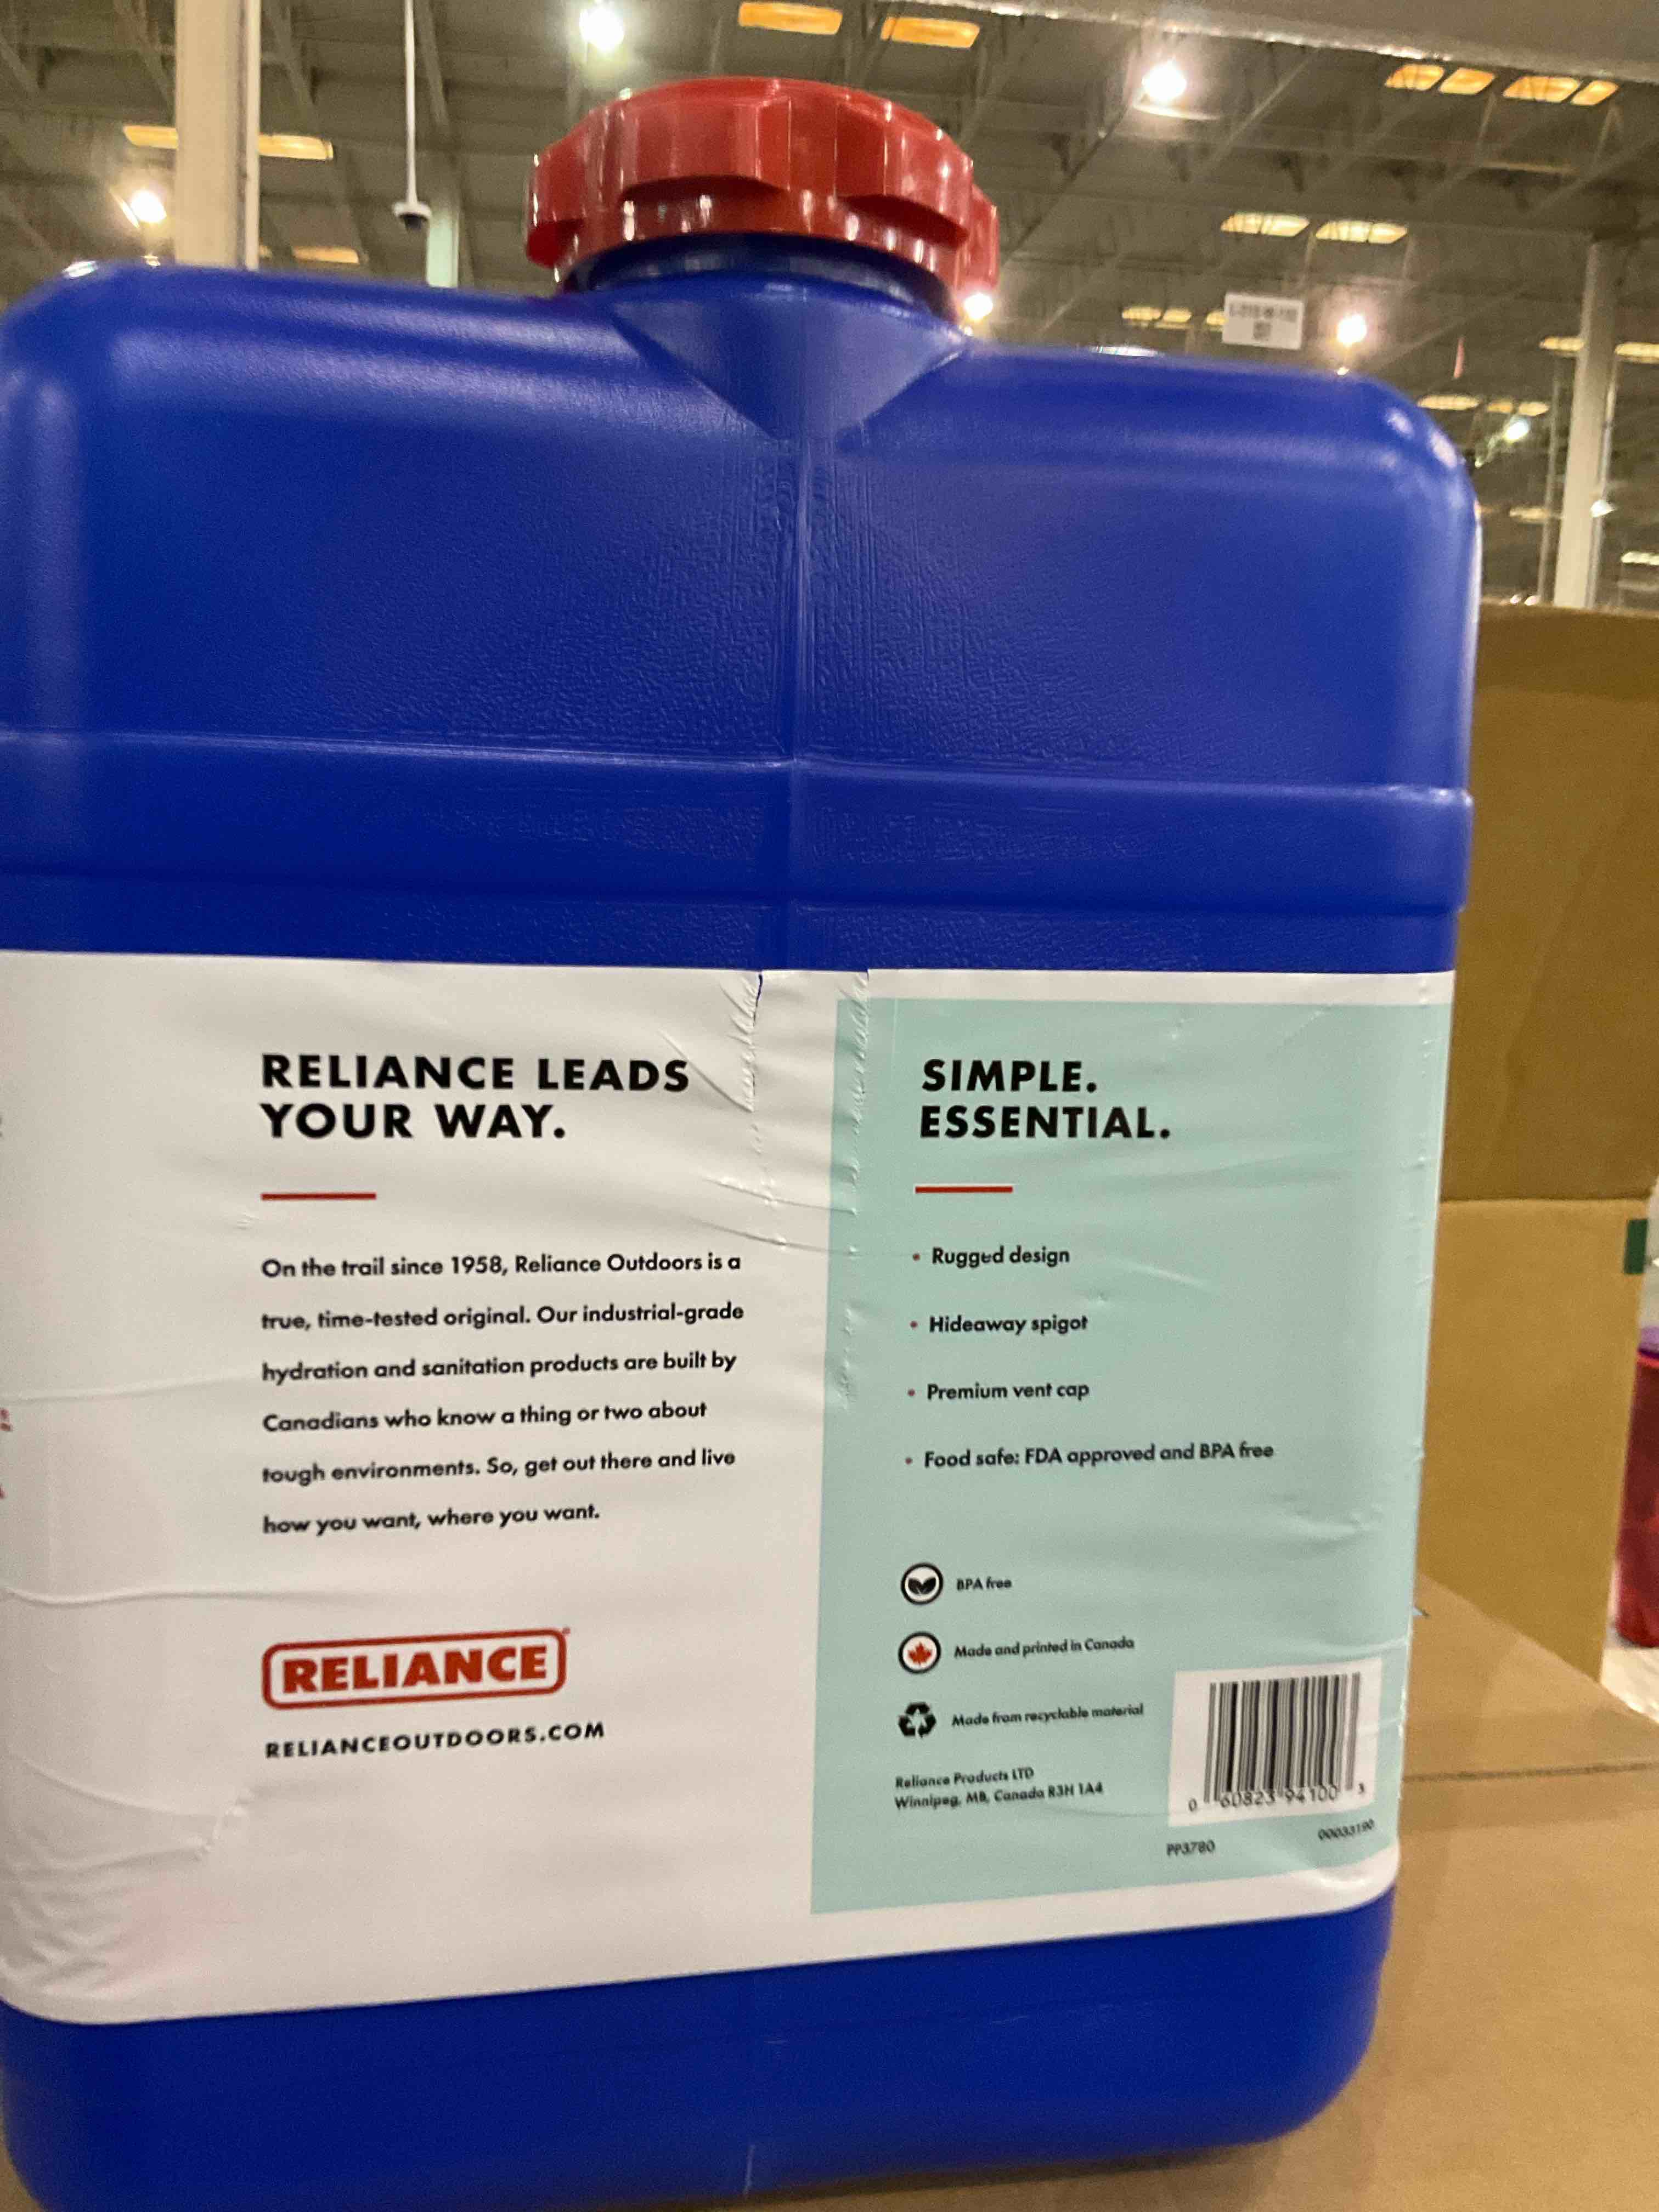 RELIANCE LEADS
YOUR WAY.
On the trail since 1958, Reliance Outdoors is a
true, time-tested original. Our industrial-grade
hydration and sanitation products are built by
Canadians who know a thing or two about
tough environments. So, get out there and live
how you want, where you want.
RELIANCE
RELIANCEOUTDOORS.COM
SIMPLE.
ESSENTIAL.
• Rugged design
• Hideaway spigot
• Premium vent cap
• Food safe: FDA approved and BPA free
BPA free
Made and printed in Canada
Made from recyclable material
Reliance Products LTD
Winnipeg, MB, Canada R3H 1A4
0 60823 94100 3
PP3780
00033190